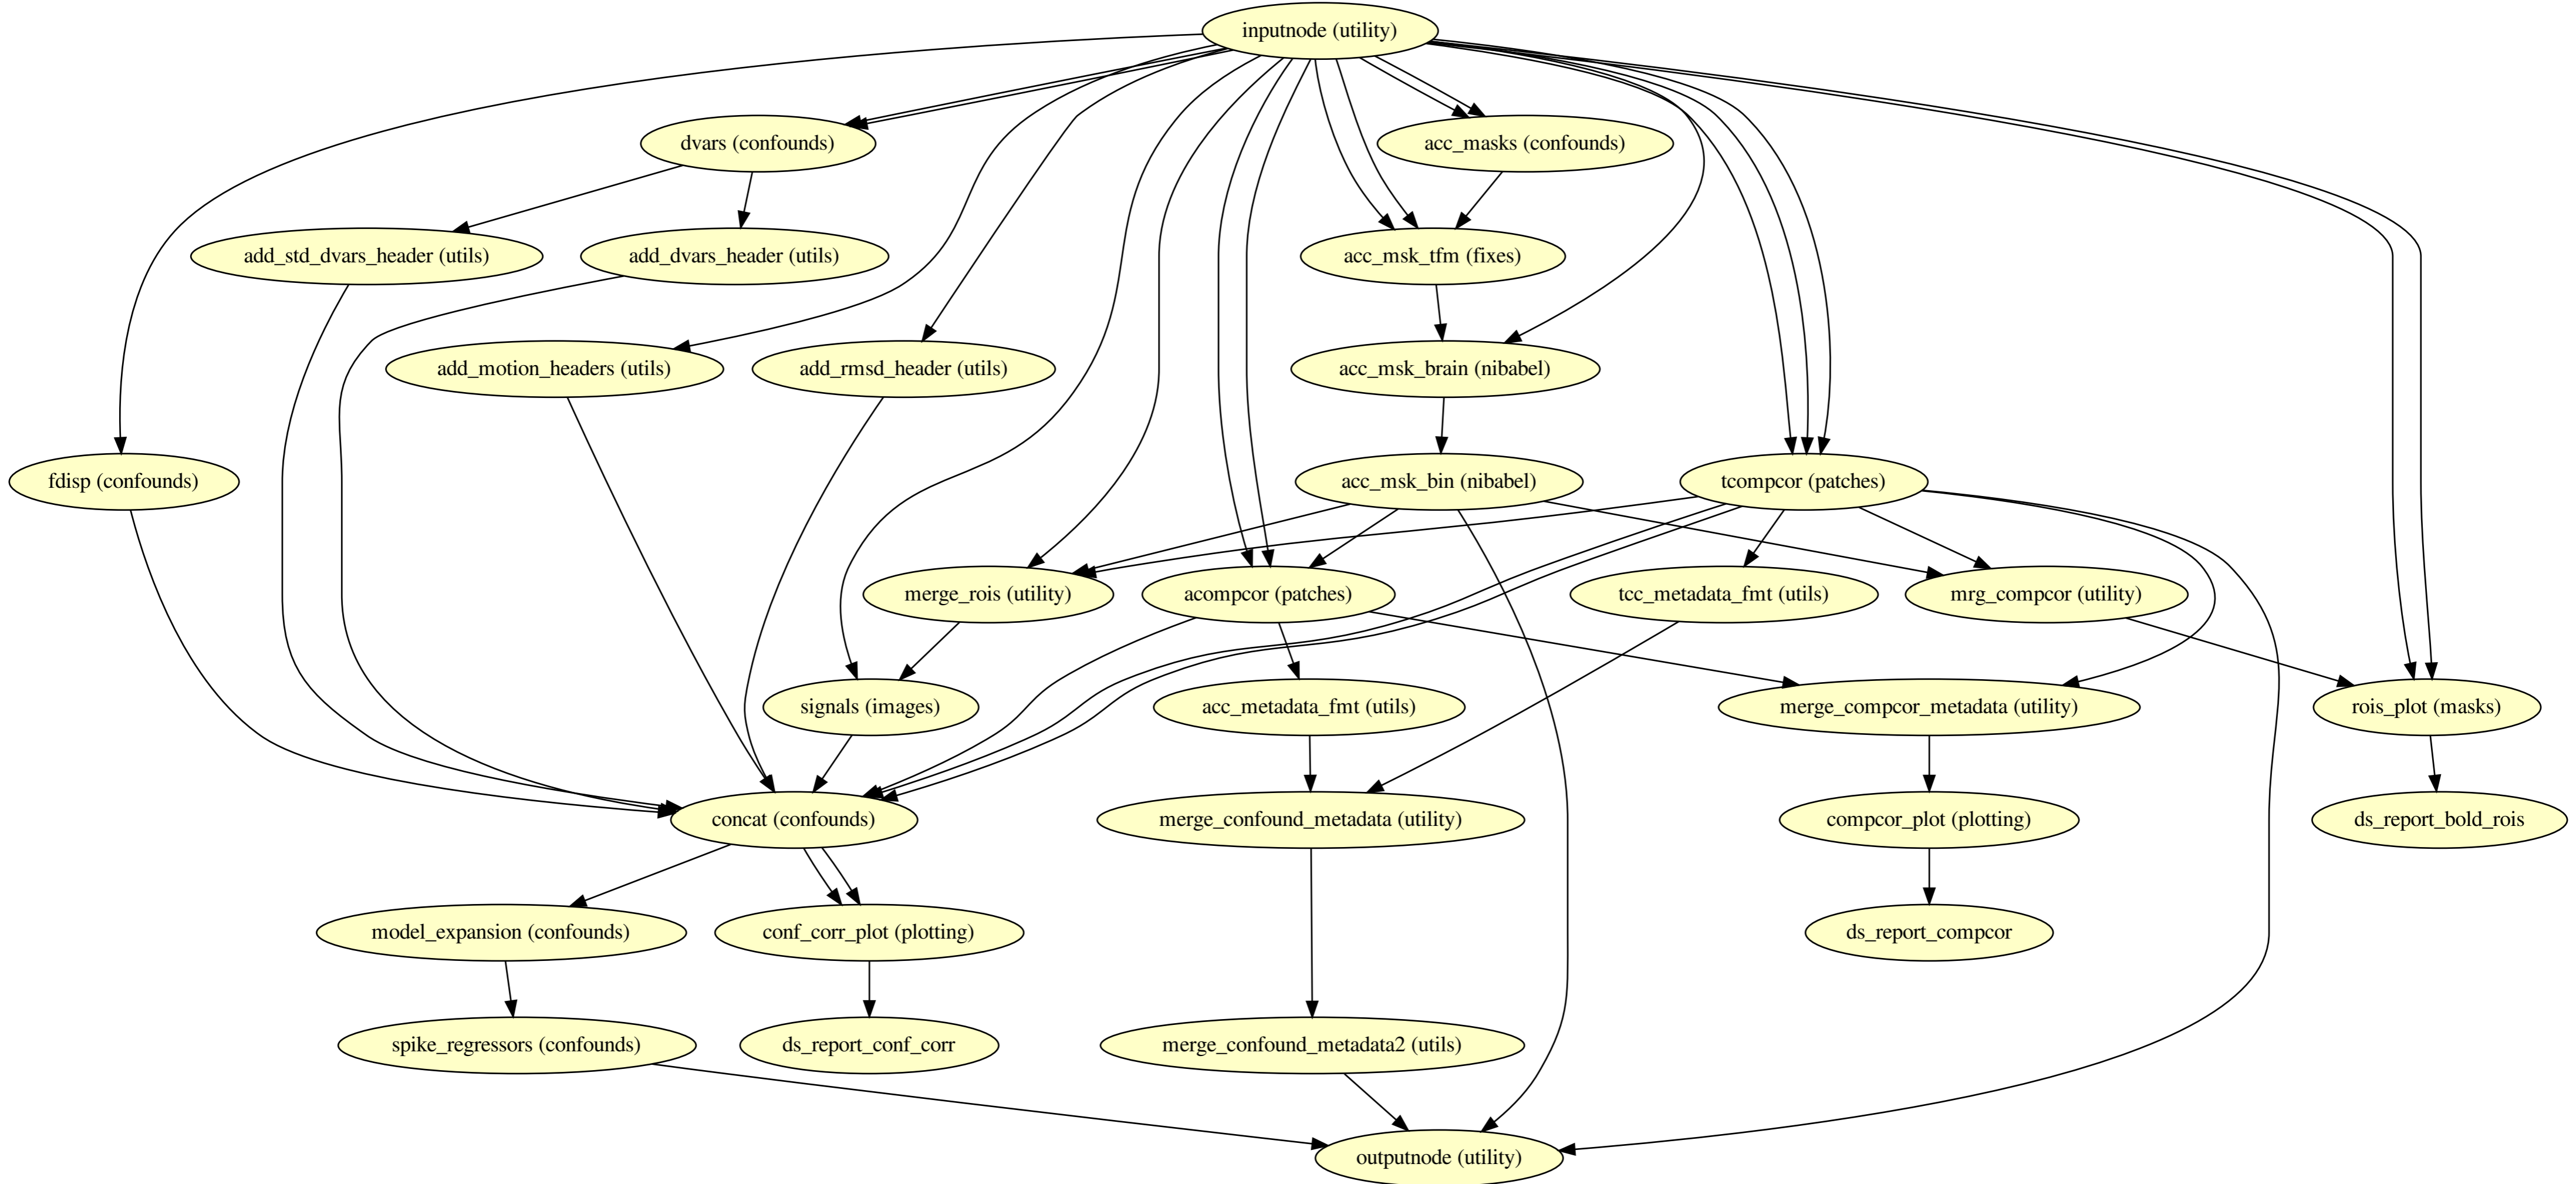 inputnode (utility)
dvars (confounds)
acc_masks (confounds)
add_std_dvars_header (utils)
add_dvars_header (utils)
acc_msk_tfm (fixes)
add_motion_headers (utils)
add_rmsd_header (utils)
acc_msk_brain (nibabel)
fdisp (confounds)
acc_msk_bin (nibabel)
tcompcor (patches)
merge_rois (utility)
acompcor (patches)
tcc_metadata_fmt (utils)
mrg_compcor (utility)
signals (images)
acc_metadata_fmt (utils)
merge_compcor_metadata (utility)
rois_plot (masks)
concat (confounds)
merge_confound_metadata (utility)
compcor_plot (plotting)
ds_report_bold_rois
model_expansion (confounds)
conf_corr_plot (plotting)
ds_report_compcor
spike_regressors (confounds)
ds_report_conf_corr
merge_confound_metadata2 (utils)
outputnode (utility)